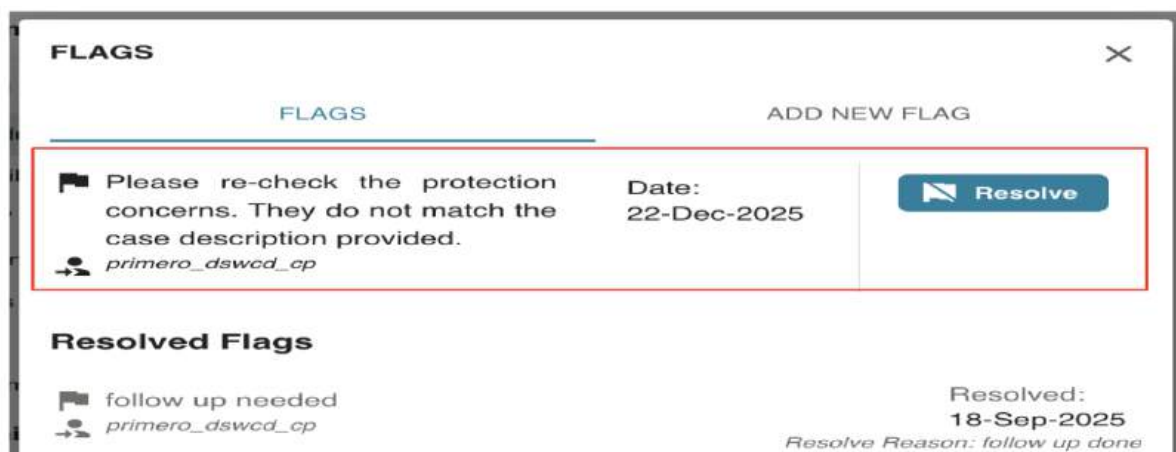 FLAGS
FLAGS
ADD NEW FLAG
Please re-check the protection
concerns. They do not match the
case description provided.
primero_dswcd_cp
Date:
22-Dec-2025
Resolve
Resolved Flags
follow up needed
primero_dswcd_cp
Resolved:
18-Sep-2025
Resolve Reason: follow up done